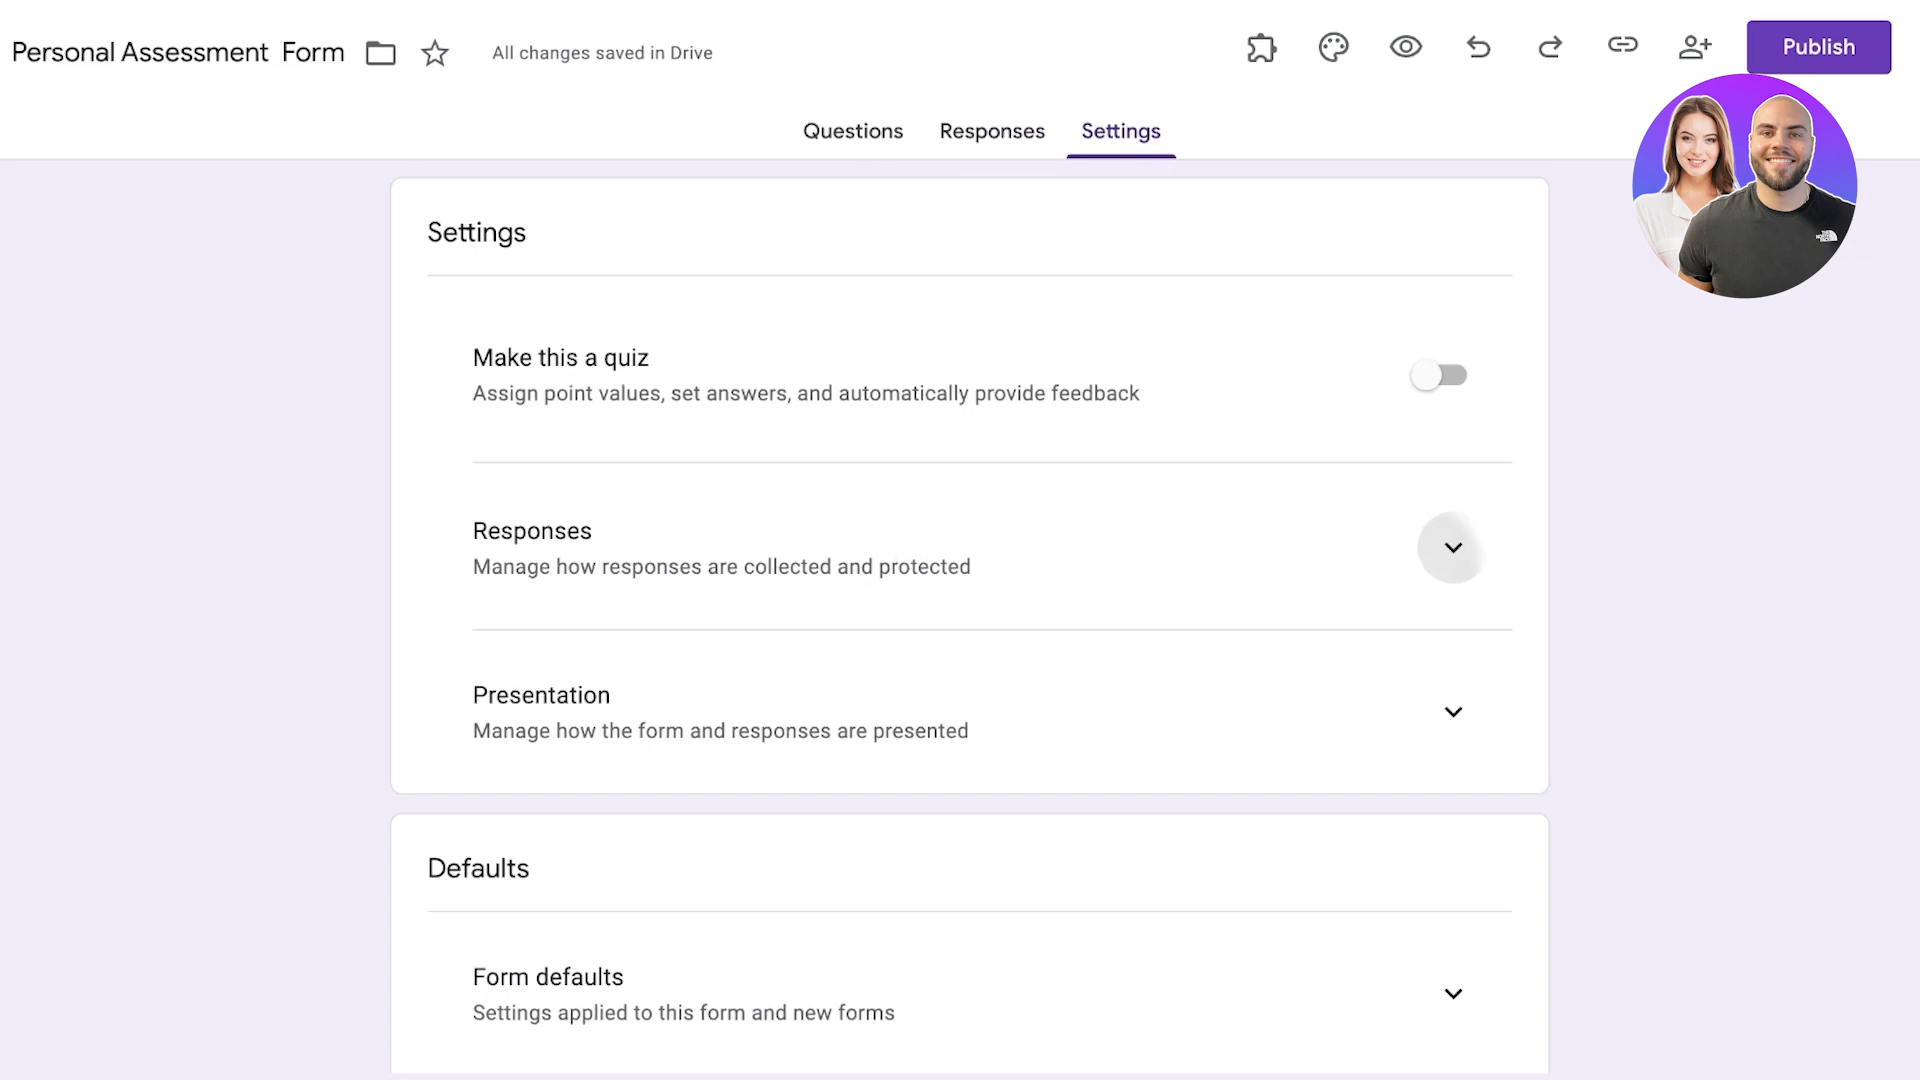 Personal Assessment Form
All changes saved in Drive
Publish
Questions
Responses
Settings
Settings
Make this a quiz
Assign point values, set answers, and automatically provide feedback
Responses
Manage how responses are collected and protected
Presentation
Manage how the form and responses are presented
Defaults
Form defaults
Settings applied to this form and new forms